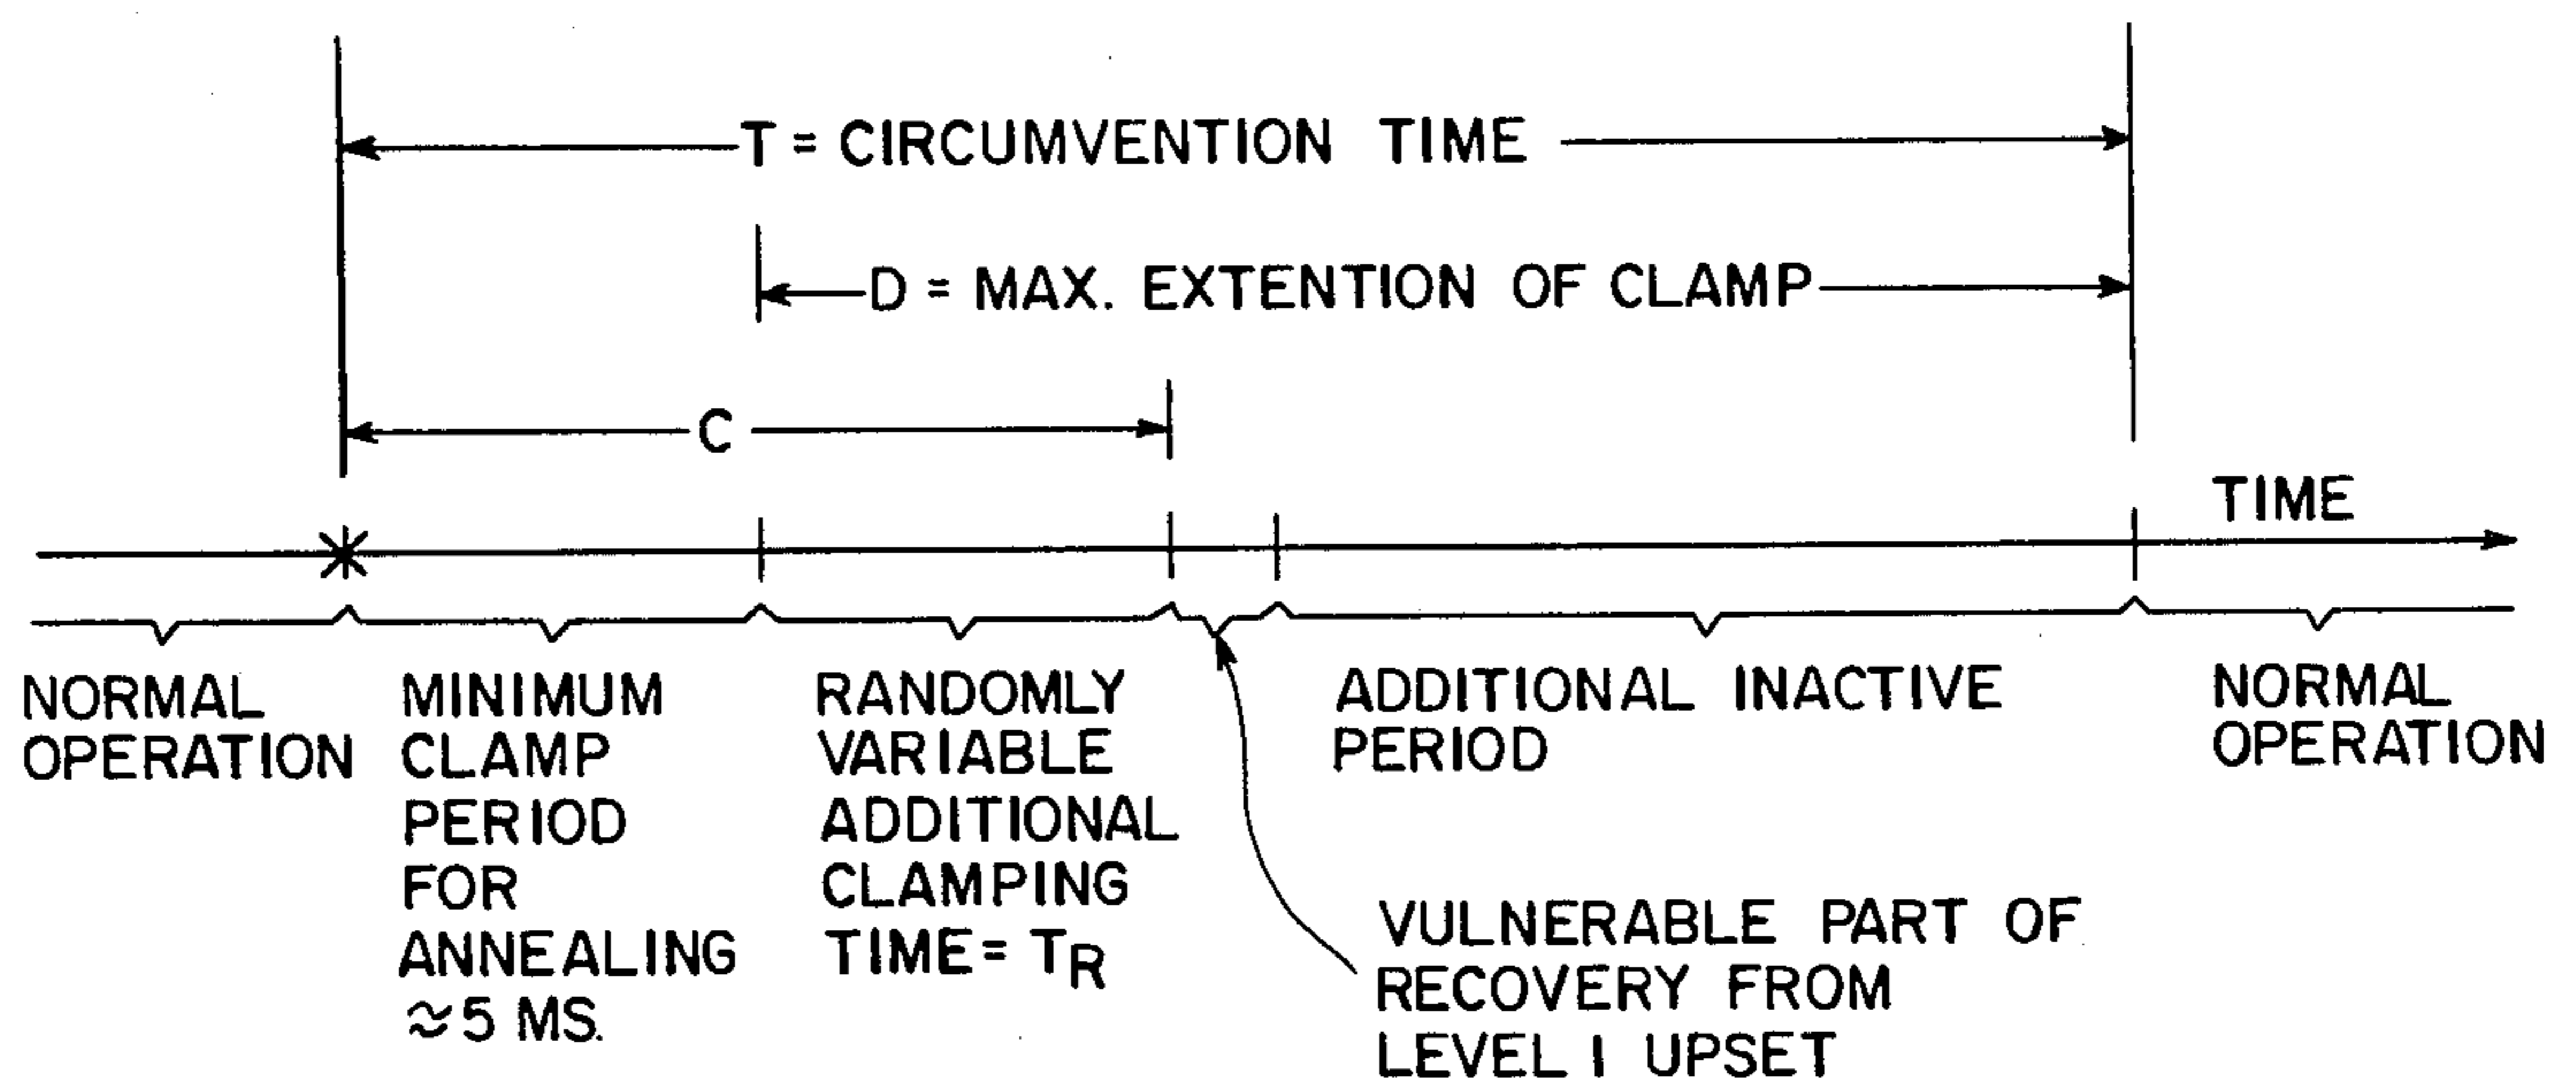 T = CIRCUMVENTION TIME
D = MAX. EXTENTION OF CLAMP
C
TIME
NORMAL
OPERATION
MINIMUM
CLAMP
PERIOD
FOR
ANNEALING
≈5 MS.
RANDOMLY
VARIABLE
ADDITIONAL
CLAMPING
TIME = TR
VULNERABLE PART OF
RECOVERY FROM
LEVEL 1 UPSET
ADDITIONAL INACTIVE
PERIOD
NORMAL
OPERATION